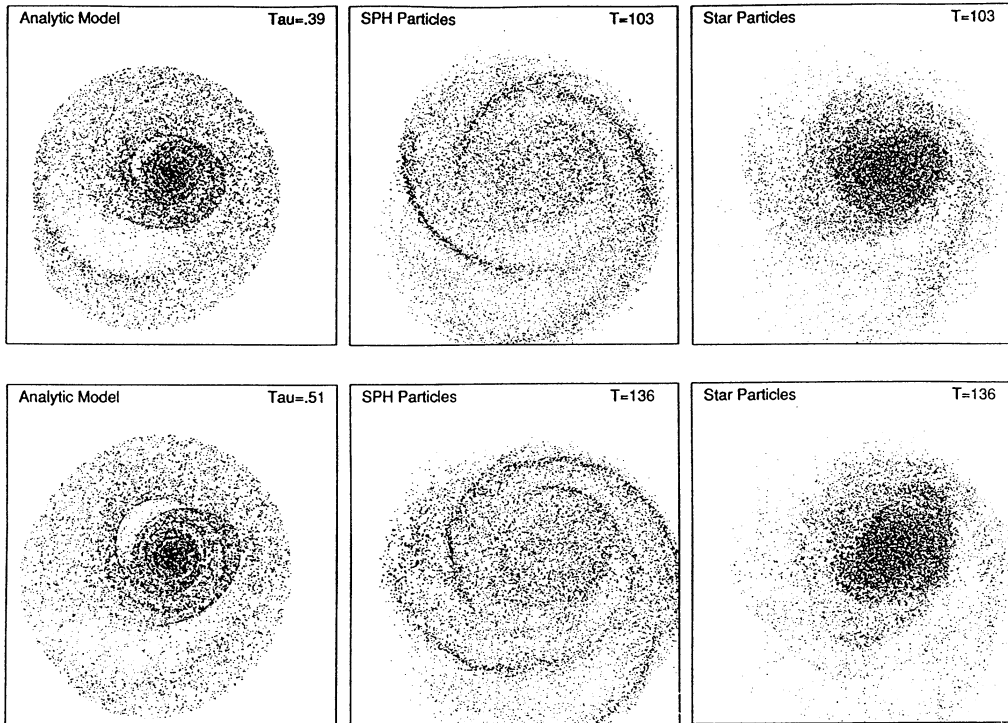 Analytic Model Tau=.39
SPH Particles T=103
Star Particles T=103
Analytic Model Tau=.51
SPH Particles T=136
Star Particles T=136